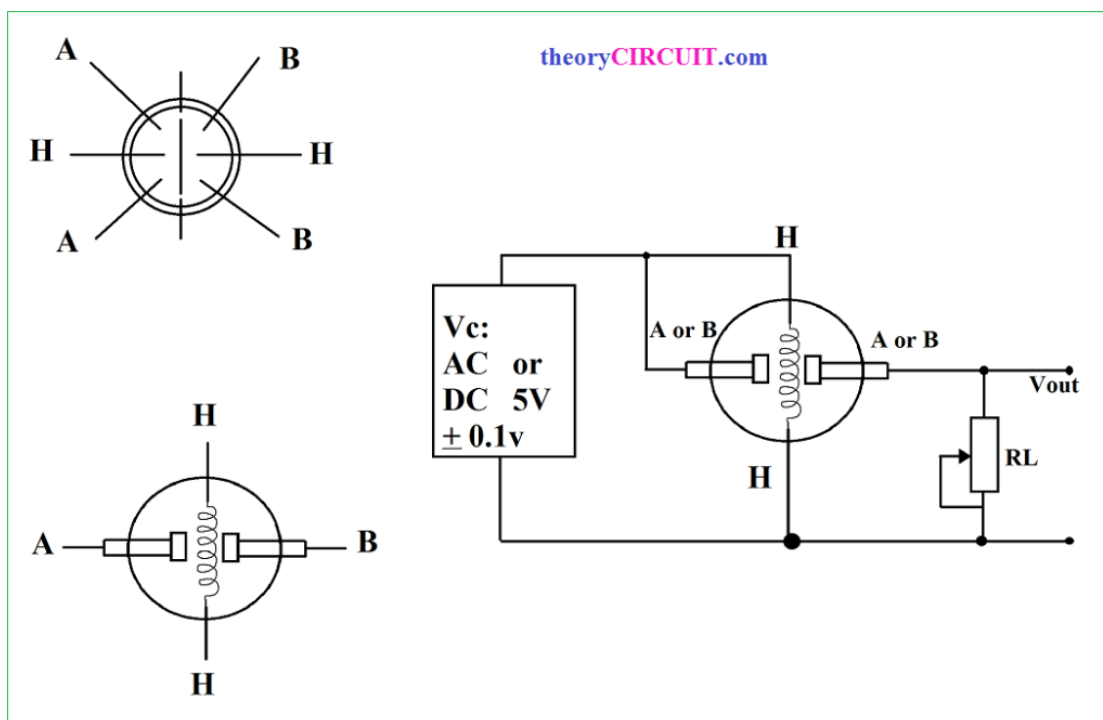 theoryCIRCUIT.com
A
B
H
H
A
B
H
A
B
H
Vc:
AC or
DC 5V
± 0.1v
H
A or B
A or B
Vout
RL
H